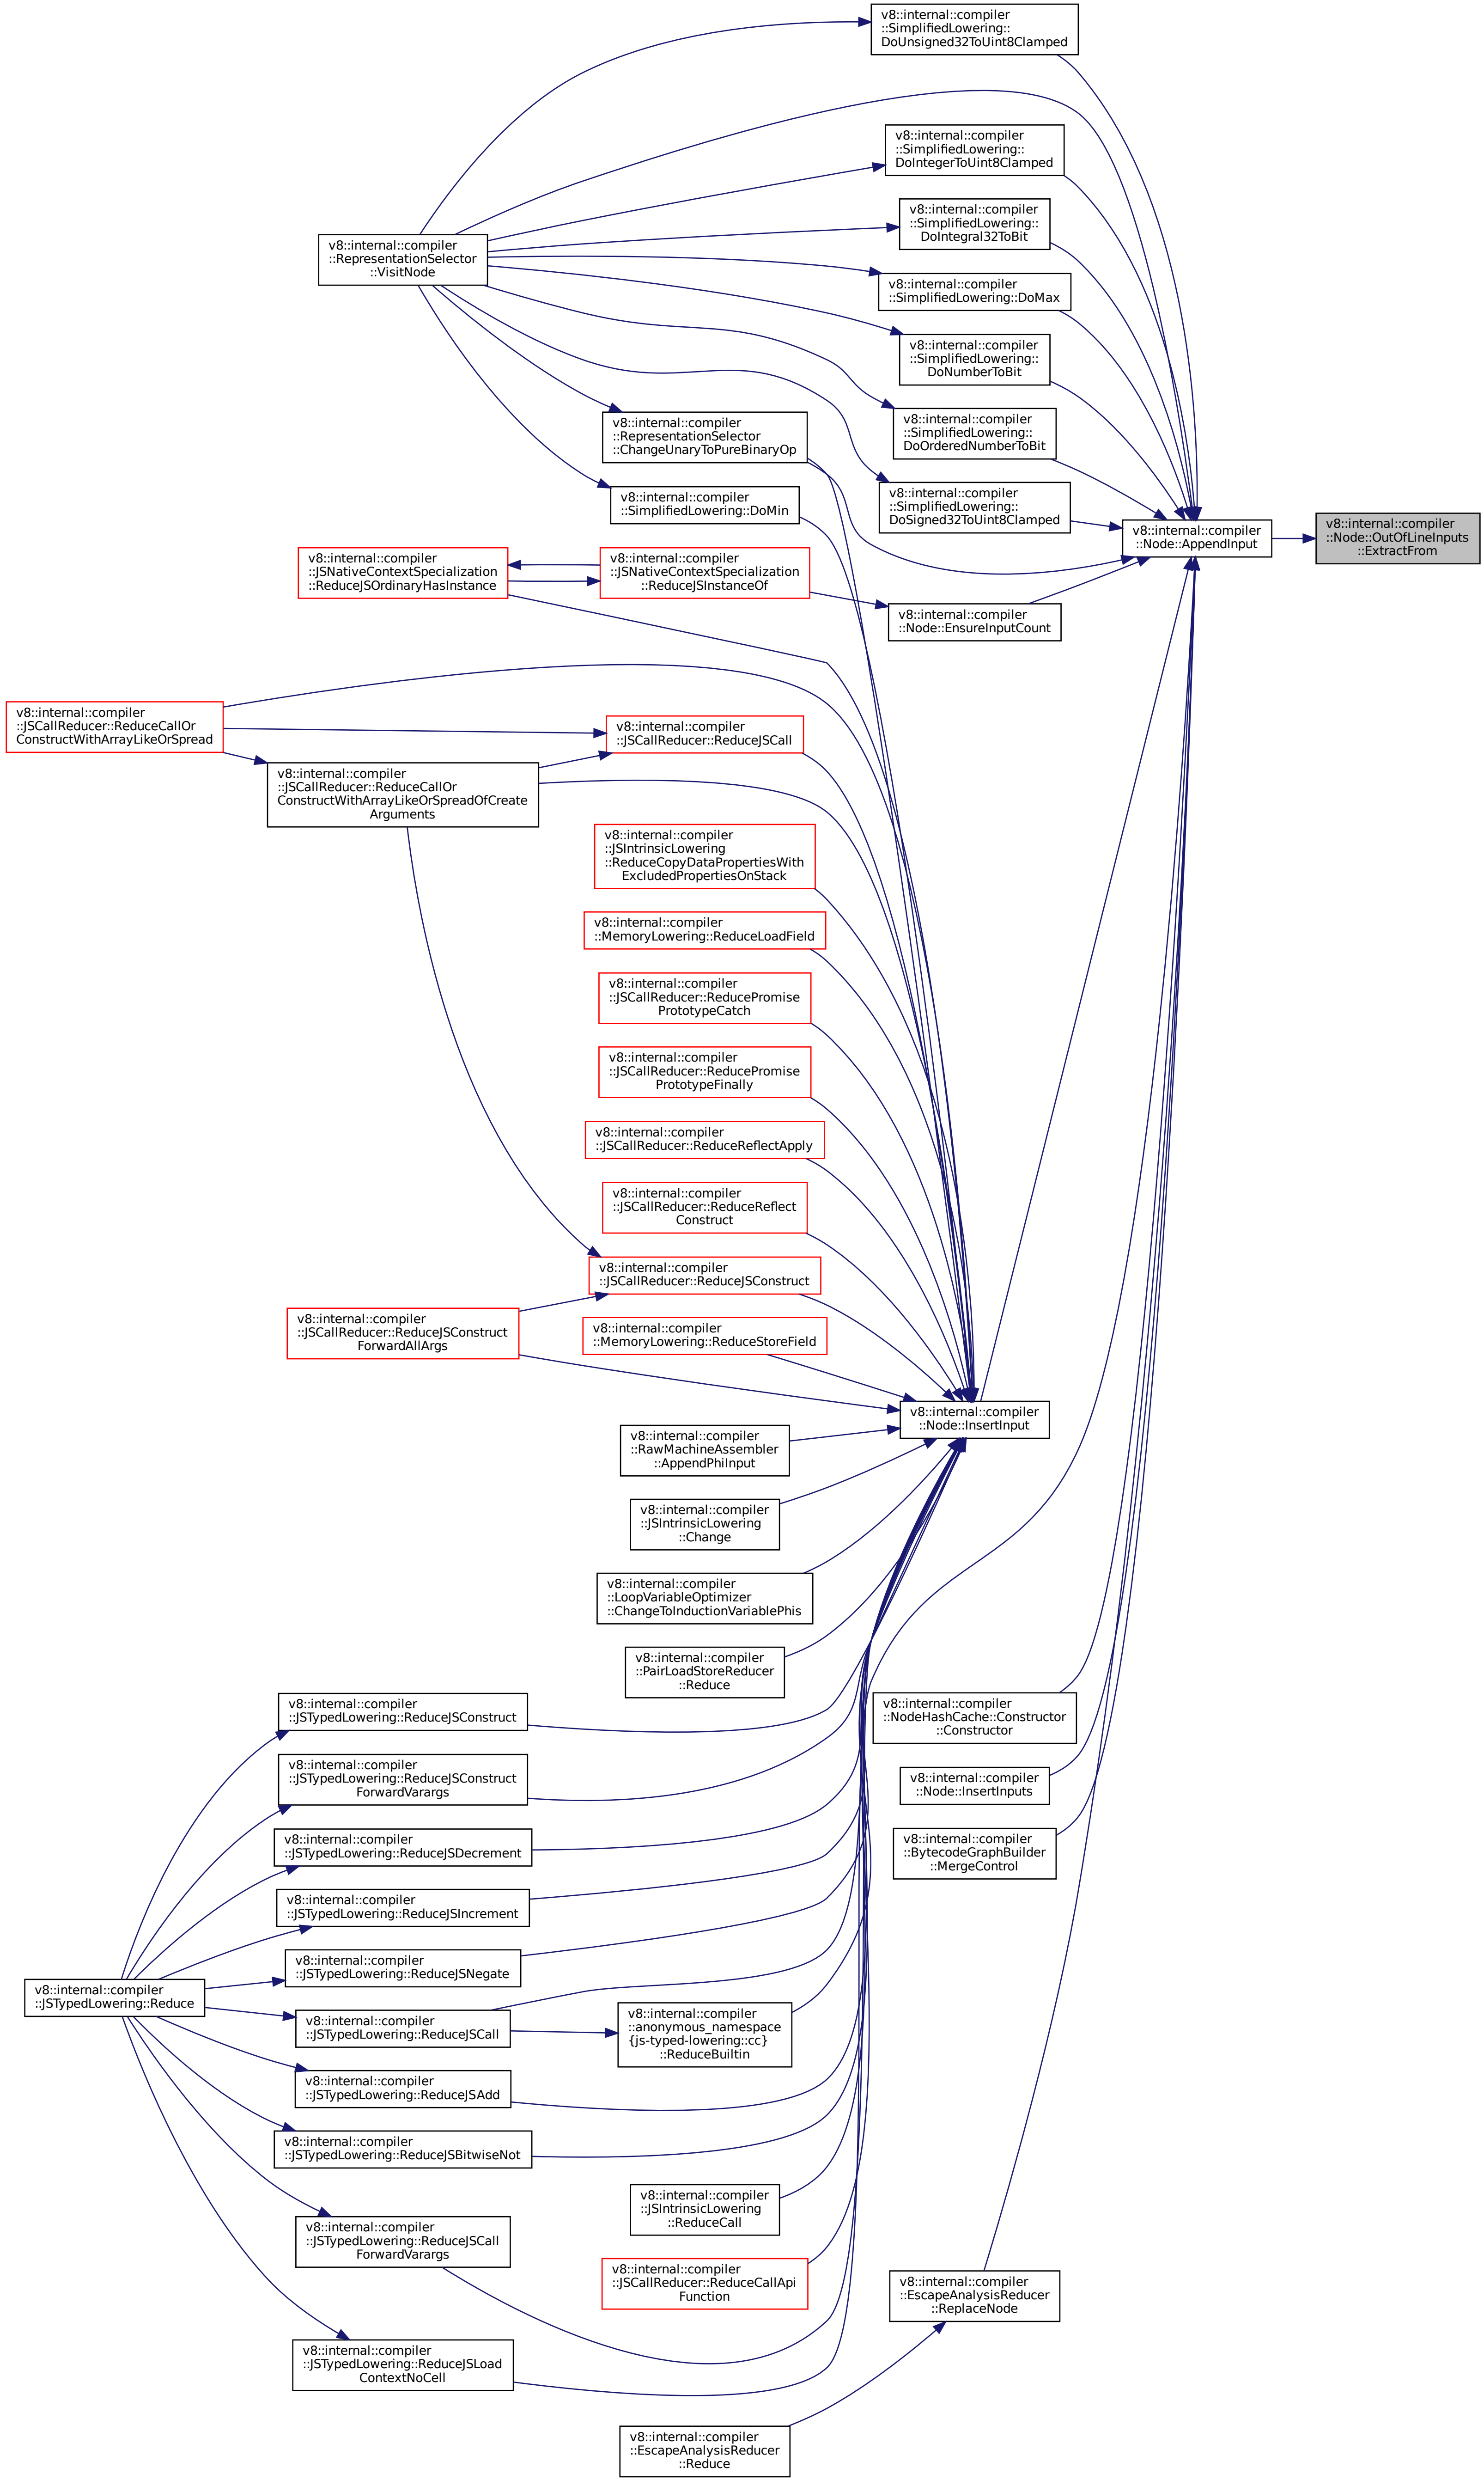 v8::internal::compiler
::SimplifiedLowering::
DoUnsigned32ToUint8Clamped
v8::internal::compiler
::SimplifiedLowering::
DoIntegerToUint8Clamped
v8::internal::compiler
::SimplifiedLowering::
DoIntegral32ToBit
v8::internal::compiler
::RepresentationSelector
::VisitNode
v8::internal::compiler
::SimplifiedLowering::DoMax
v8::internal::compiler
::SimplifiedLowering::
DoNumberToBit
v8::internal::compiler
::SimplifiedLowering::
DoOrderedNumberToBit
v8::internal::compiler
::RepresentationSelector
::ChangeUnaryToPureBinaryOp
v8::internal::compiler
::SimplifiedLowering::
DoSigned32ToUint8Clamped
v8::internal::compiler
::SimplifiedLowering::DoMin
v8::internal::compiler
::Node::AppendInput
v8::internal::compiler
::Node::OutOfLineInputs
::ExtractFrom
v8::internal::compiler
::JSNativeContextSpecialization
::ReduceJSOrdinaryHasInstance
v8::internal::compiler
::JSNativeContextSpecialization
::ReduceJSInstanceOf
v8::internal::compiler
::Node::EnsureInputCount
v8::internal::compiler
::JSCallReducer::ReduceCallOr
ConstructWithArrayLikeOrSpread
v8::internal::compiler
::JSCallReducer::ReduceJSCall
v8::internal::compiler
::JSCallReducer::ReduceCallOr
ConstructWithArrayLikeOrSpreadOfCreate
Arguments
v8::internal::compiler
::JSIntrinsicLowering
::ReduceCopyDataPropertiesWith
ExcludedPropertiesOnStack
v8::internal::compiler
::MemoryLowering::ReduceLoadField
v8::internal::compiler
::JSCallReducer::ReducePromise
PrototypeCatch
v8::internal::compiler
::JSCallReducer::ReducePromise
PrototypeFinally
v8::internal::compiler
::JSCallReducer::ReduceReflectApply
v8::internal::compiler
::JSCallReducer::ReduceReflect
Construct
v8::internal::compiler
::JSCallReducer::ReduceJSConstruct
v8::internal::compiler
::JSCallReducer::ReduceJSConstruct
ForwardAllArgs
v8::internal::compiler
::MemoryLowering::ReduceStoreField
v8::internal::compiler
::Node::InsertInput
v8::internal::compiler
::RawMachineAssembler
::AppendPhiInput
v8::internal::compiler
::JSIntrinsicLowering
::Change
v8::internal::compiler
::LoopVariableOptimizer
::ChangeToInductionVariablePhis
v8::internal::compiler
::PairLoadStoreReducer
::Reduce
v8::internal::compiler
::JSTypedLowering::ReduceJSConstruct
v8::internal::compiler
::NodeHashCache::Constructor
::Constructor
v8::internal::compiler
::JSTypedLowering::ReduceJSConstruct
ForwardVarargs
v8::internal::compiler
::Node::InsertInputs
v8::internal::compiler
::JSTypedLowering::ReduceJSDecrement
v8::internal::compiler
::BytecodeGraphBuilder
::MergeControl
v8::internal::compiler
::JSTypedLowering::ReduceJSIncrement
v8::internal::compiler
::JSTypedLowering::ReduceJSNegate
v8::internal::compiler
::JSTypedLowering::Reduce
v8::internal::compiler
::JSTypedLowering::ReduceJSCall
v8::internal::compiler
::anonymous_namespace
{js-typed-lowering::cc}
::ReduceBuiltin
v8::internal::compiler
::JSTypedLowering::ReduceJSAdd
v8::internal::compiler
::JSTypedLowering::ReduceJSBitwiseNot
v8::internal::compiler
::JSIntrinsicLowering
::ReduceCall
v8::internal::compiler
::JSTypedLowering::ReduceJSCall
ForwardVarargs
v8::internal::compiler
::JSCallReducer::ReduceCallApi
Function
v8::internal::compiler
::EscapeAnalysisReducer
::ReplaceNode
v8::internal::compiler
::JSTypedLowering::ReduceJSLoad
ContextNoCell
v8::internal::compiler
::EscapeAnalysisReducer
::Reduce